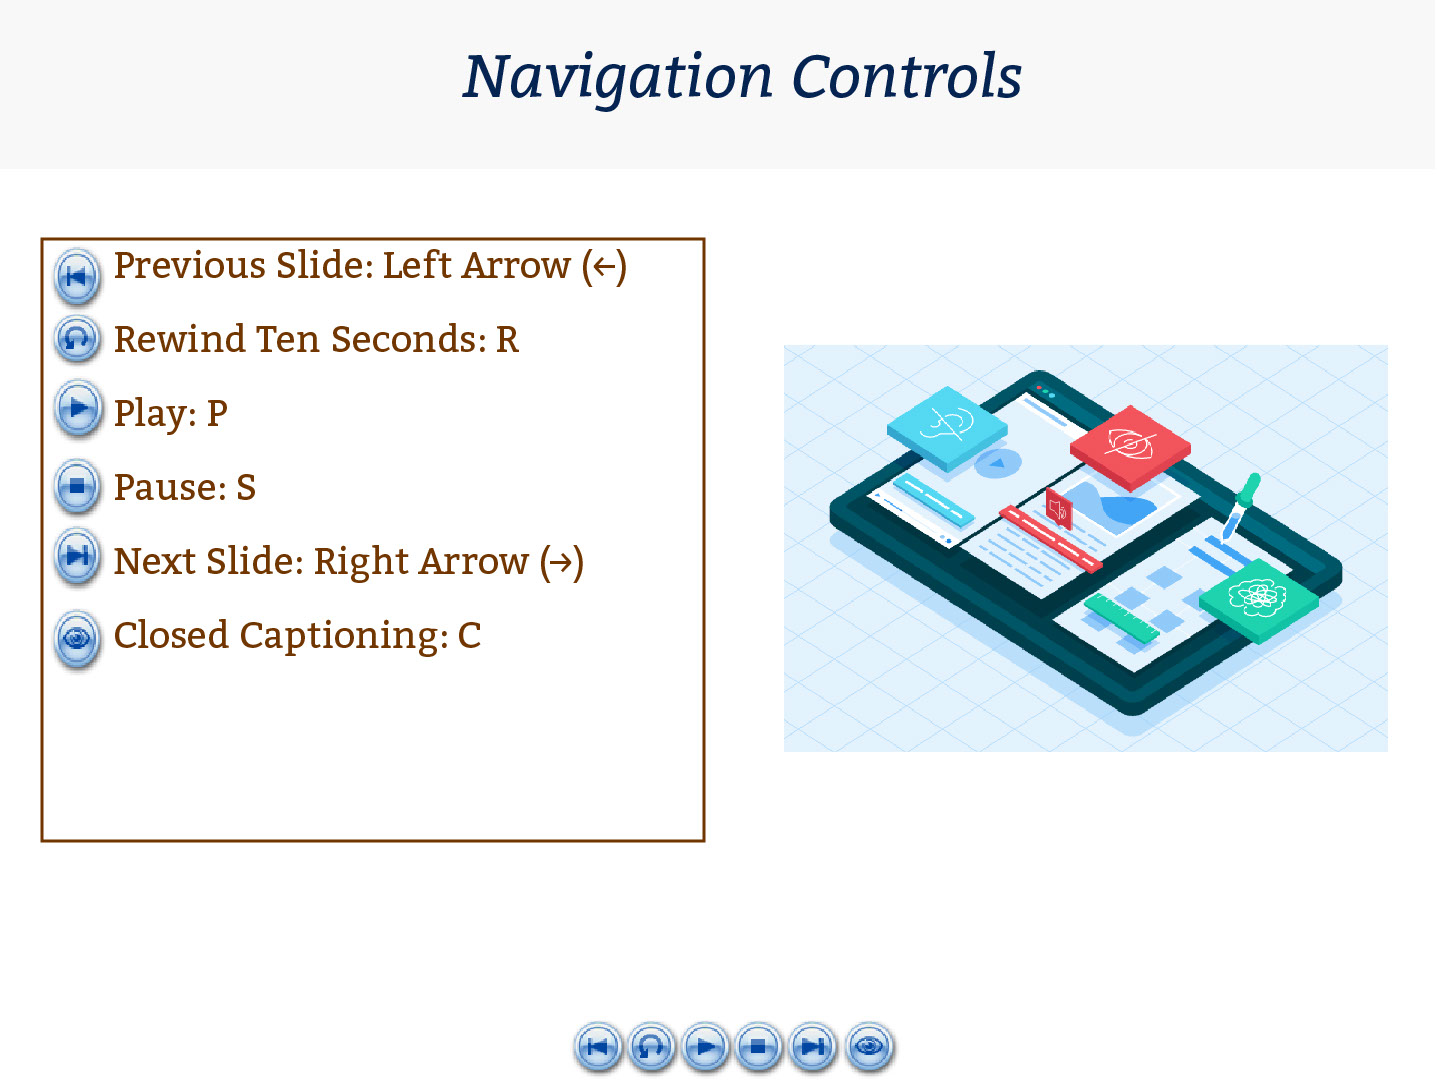 Navigation Controls
Previous Slide: Left Arrow (←)
Rewind Ten Seconds: R
Play: P
Pause: S
Next Slide: Right Arrow (→)
Closed Captioning: C